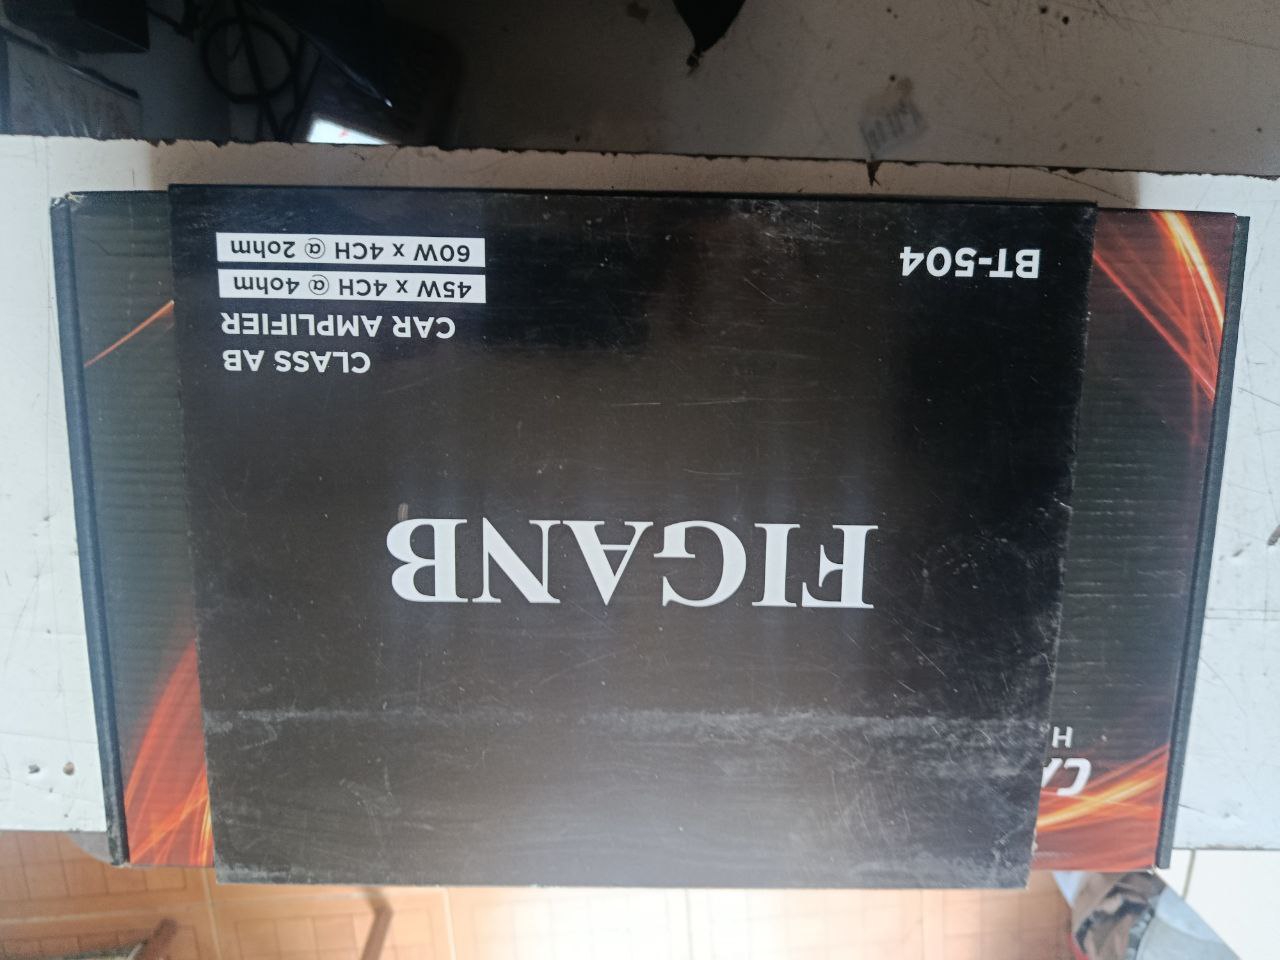 FIGANB
CLASS AB
CAR AMPLIFIER
45W x 4CH @ 4ohm
60W x 4CH @ 2ohm
BT-504